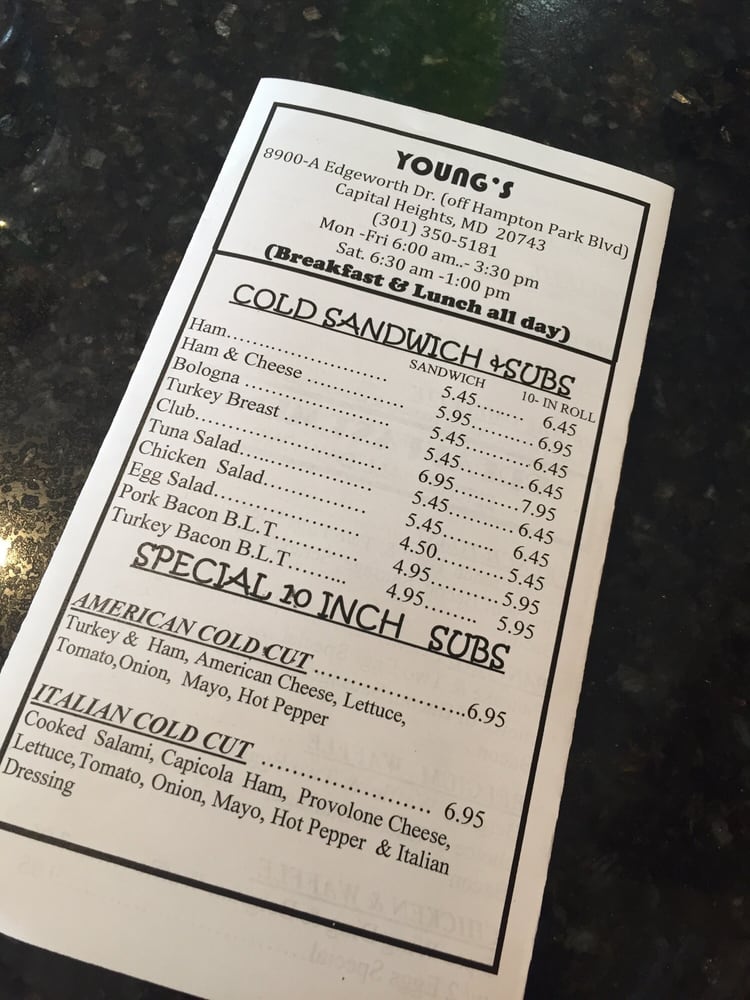 YOUNG'S
8900-A Edgeworth Dr. (off Hampton Park Blvd)
Capital Heights, MD 20743
(301) 350-5181
Mon -Fri 6:00 am..- 3:30 pm
Sat. 6:30 am -1:00 pm
(Breakfast & Lunch all day)
COLD SANDWICH & SUBS
SANDWICH 10- IN ROLL
Ham........................ 5.45....... 6.45
Ham & Cheese ................ 5.95.......... 6.95
Bologna ........................ 5.45..........6.45
Turkey Breast .................. 5.45.......... 6.45
Club............................ 6.95..........7.95
Tuna Salad..................... 5.45.......... 6.45
Chicken Salad.................. 5.45........ 6.45
Egg Salad....................... 4.50..........5.45
Pork Bacon B.L.T.............. 4.95.......... 5.95
Turkey Bacon B.L.T.......... 4.95........ 5.95
SPECIAL 10 INCH SUBS
AMERICAN COLD CUT.......................6.95
Turkey & Ham, American Cheese, Lettuce,
Tomato,Onion, Mayo, Hot Pepper
ITALIAN COLD CUT ......................... 6.95
Cooked Salami, Capicola Ham, Provolone Cheese,
Lettuce,Tomato, Onion, Mayo, Hot Pepper & Italian
Dressing